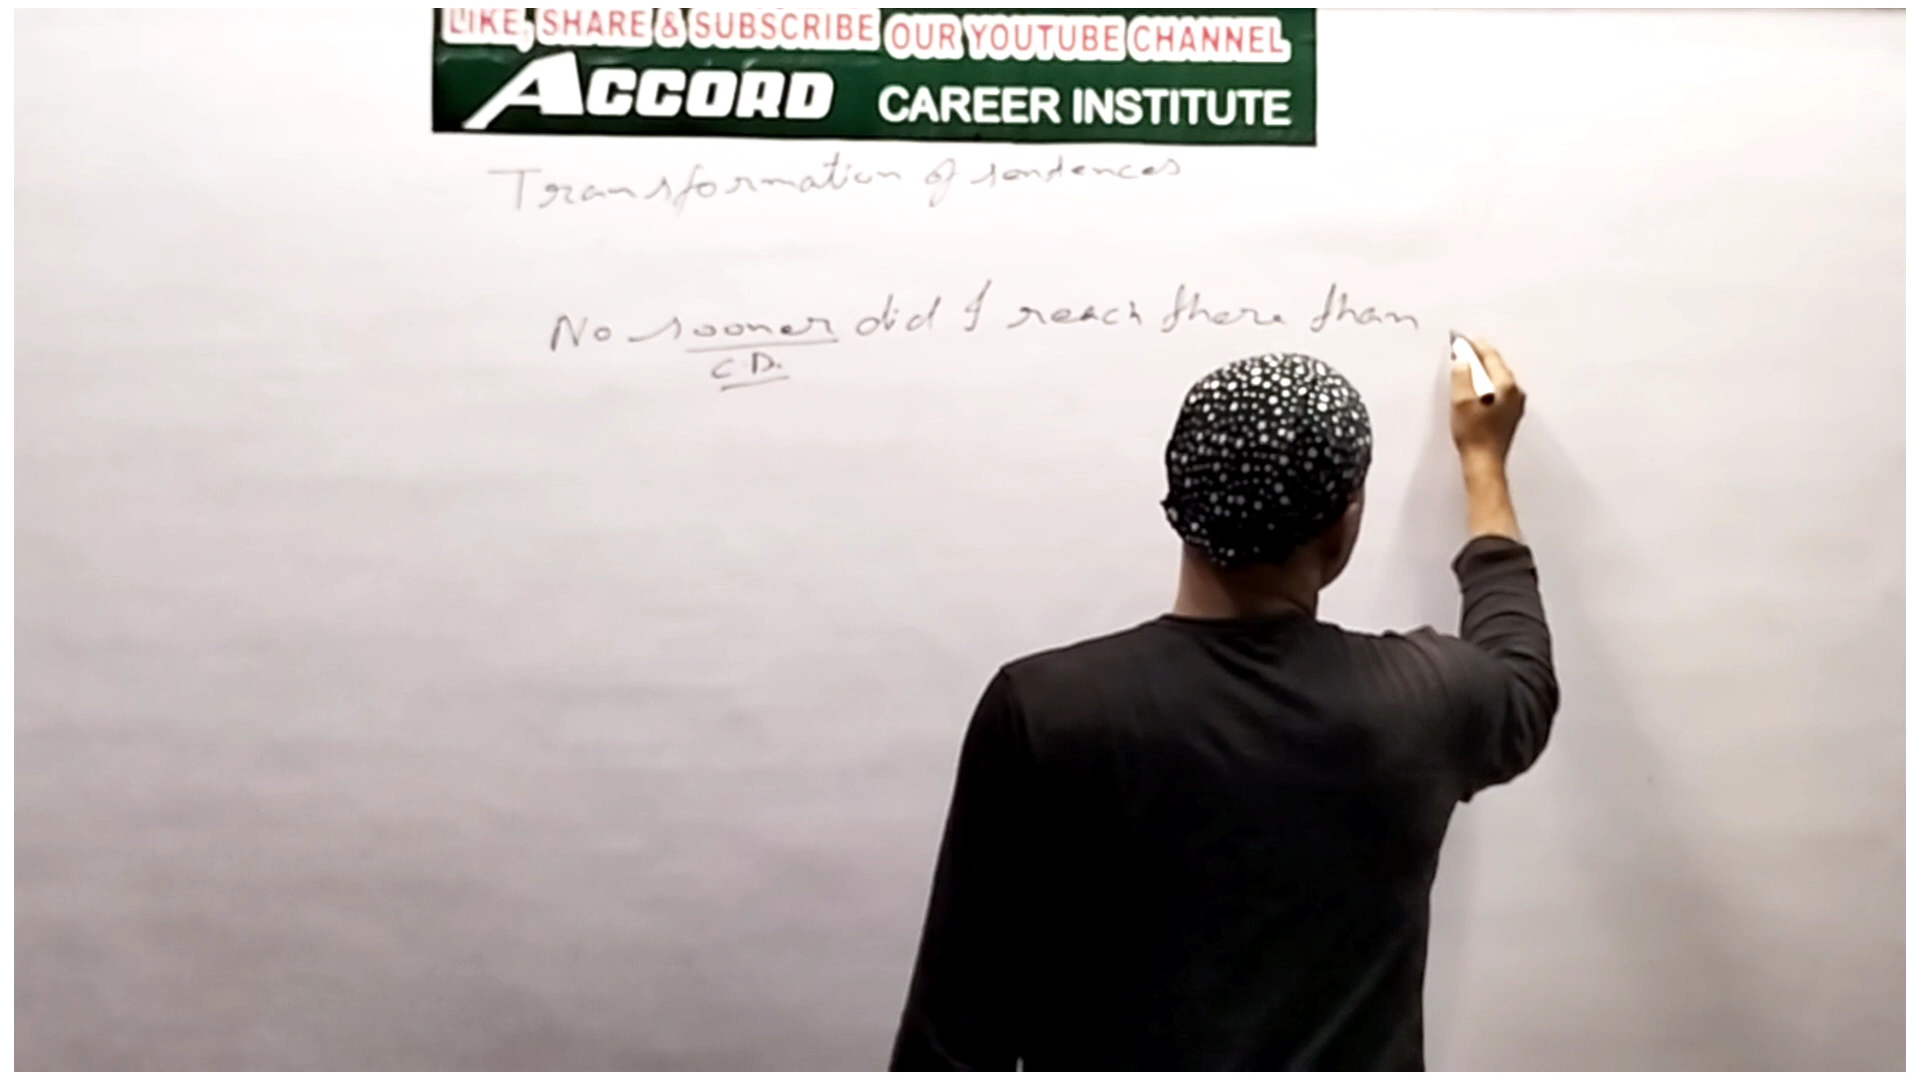 LIKE, SHARE & SUBSCRIBE OUR YOUTUBE CHANNEL
ACCORD CAREER INSTITUTE
Transformation of sentences
No sooner did I reach there than
C D.